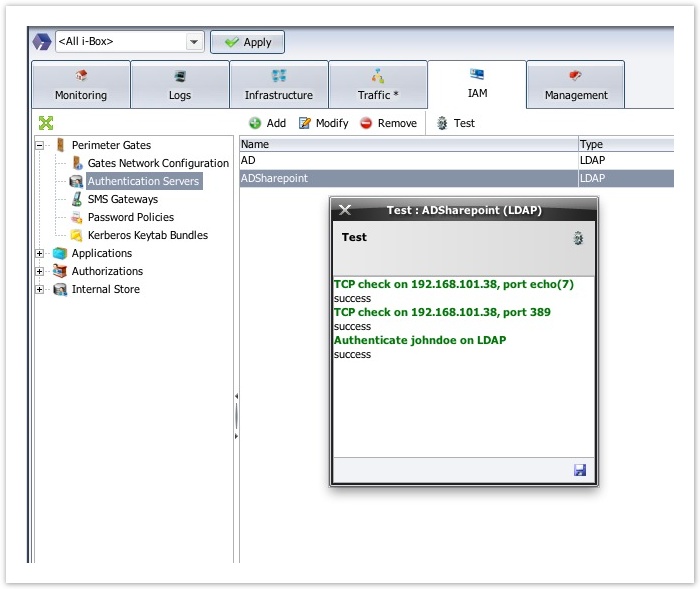 <All i-Box>
Apply
Monitoring
Logs
Infrastructure
Traffic *
IAM
Management
Add
Modify
Remove
Test
Perimeter Gates
Gates Network Configuration
Authentication Servers
SMS Gateways
Password Policies
Kerberos Keytab Bundles
Applications
Authorizations
Internal Store
Name
Type
AD
LDAP
ADSharepoint
LDAP
Test : ADSharepoint (LDAP)
Test
TCP check on 192.168.101.38, port echo(7)
success
TCP check on 192.168.101.38, port 389
success
Authenticate johndoe on LDAP
success